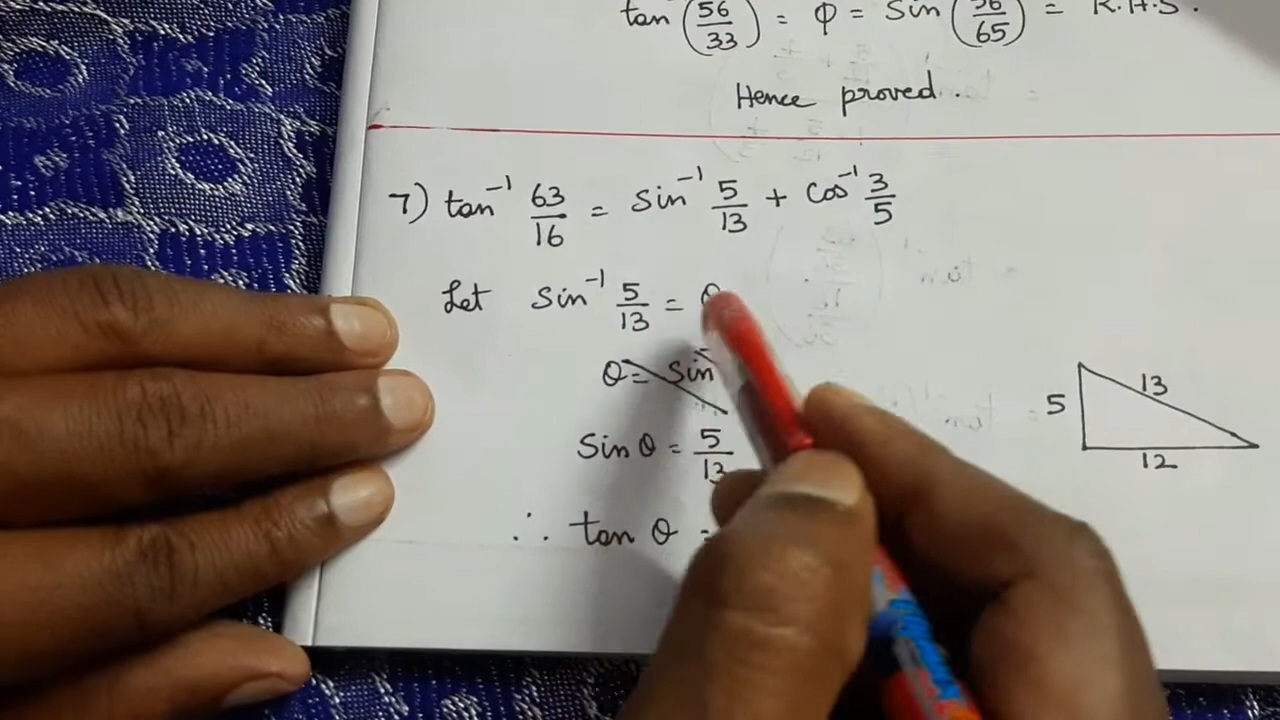 tan (56/33) = φ = Sin (56/65) = R.H.S.
Hence proved.
7) tan⁻¹ 63/16 = Sin⁻¹ 5/13 + Cos⁻¹ 3/5
Let Sin⁻¹ 5/13 = θ
θ = Sin
Sin θ = 5/13
∴ tan θ =
5 13
12